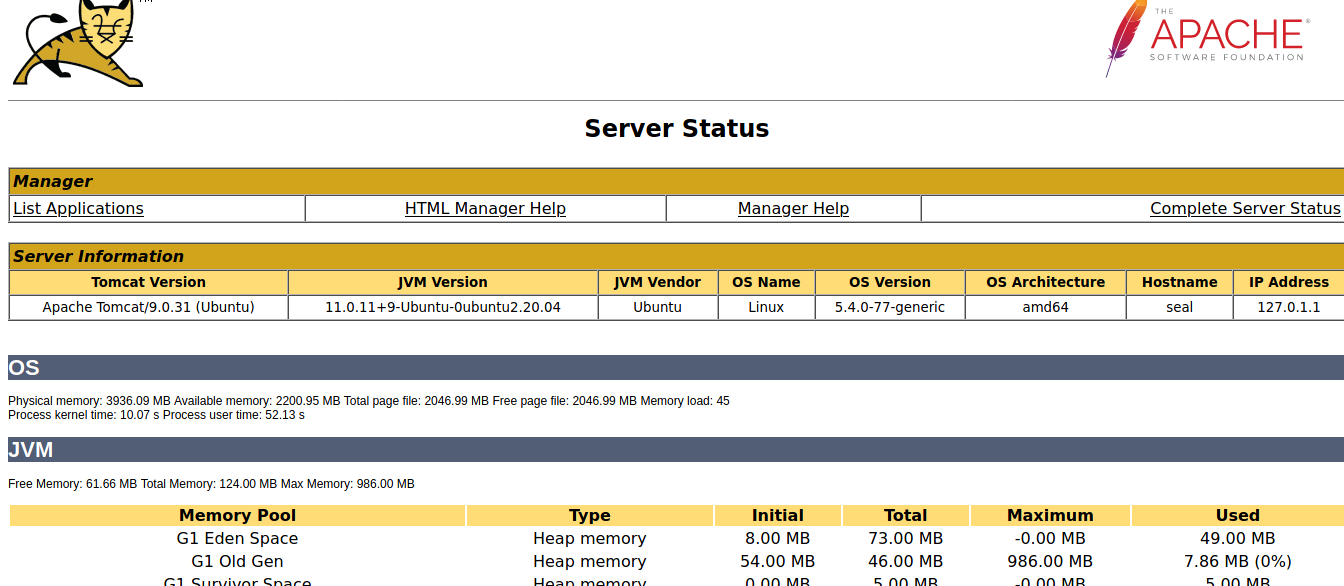 TM
THE
APACHE®
SOFTWARE FOUNDATION
Server Status
Manager
List Applications HTML Manager Help Manager Help Complete Server Status
Server Information
Tomcat Version JVM Version JVM Vendor OS Name OS Version OS Architecture Hostname IP Address
Apache Tomcat/9.0.31 (Ubuntu) 11.0.11+9-Ubuntu-0ubuntu2.20.04 Ubuntu Linux 5.4.0-77-generic amd64 seal 127.0.1.1
OS
Physical memory: 3936.09 MB Available memory: 2200.95 MB Total page file: 2046.99 MB Free page file: 2046.99 MB Memory load: 45
Process kernel time: 10.07 s Process user time: 52.13 s
JVM
Free Memory: 61.66 MB Total Memory: 124.00 MB Max Memory: 986.00 MB
Memory Pool Type Initial Total Maximum Used
G1 Eden Space Heap memory 8.00 MB 73.00 MB -0.00 MB 49.00 MB
G1 Old Gen Heap memory 54.00 MB 46.00 MB 986.00 MB 7.86 MB (0%)
G1 Survivor Space Heap memory 0.00 MB 5.00 MB -0.00 MB 5.00 MB